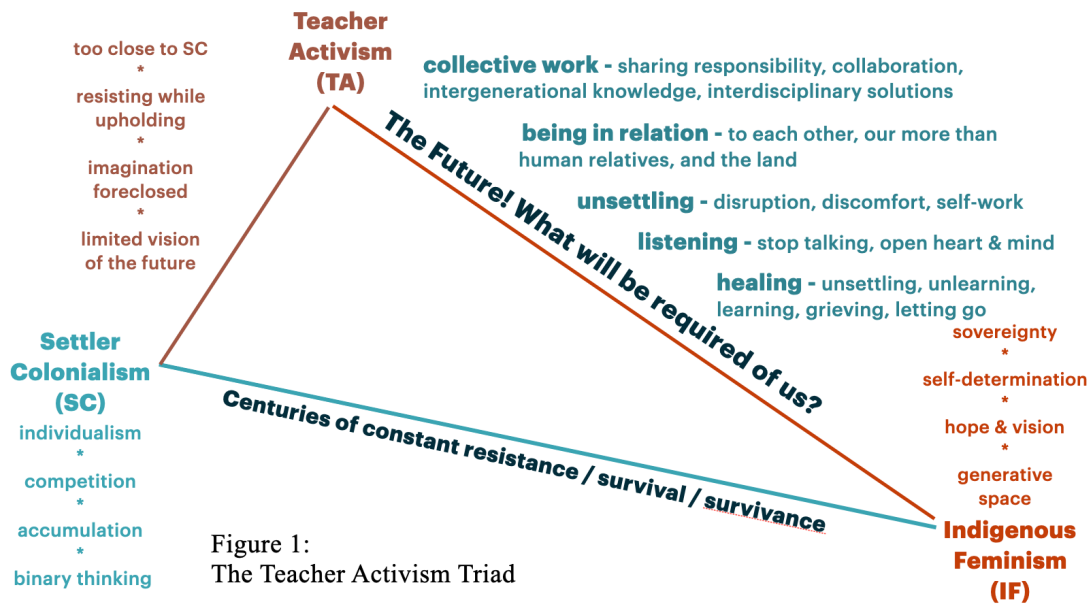 Teacher
Activism
(TA)
too close to SC
*
resisting while
upholding
*
imagination
foreclosed
*
limited vision
of the future
collective work - sharing responsibility, collaboration,
intergenerational knowledge, interdisciplinary solutions
being in relation - to each other, our more than
human relatives, and the land
unsettling - disruption, discomfort, self-work
listening - stop talking, open heart & mind
healing - unsettling, unlearning,
learning, grieving, letting go
The Future! What will be required of us?
Settler
Colonialism
(SC)
individualism
*
competition
*
accumulation
*
binary thinking
Centuries of constant resistance / survival / survivance
sovereignty
*
self-determination
*
hope & vision
*
generative
space
Indigenous
Feminism
(IF)
Figure 1:
The Teacher Activism Triad